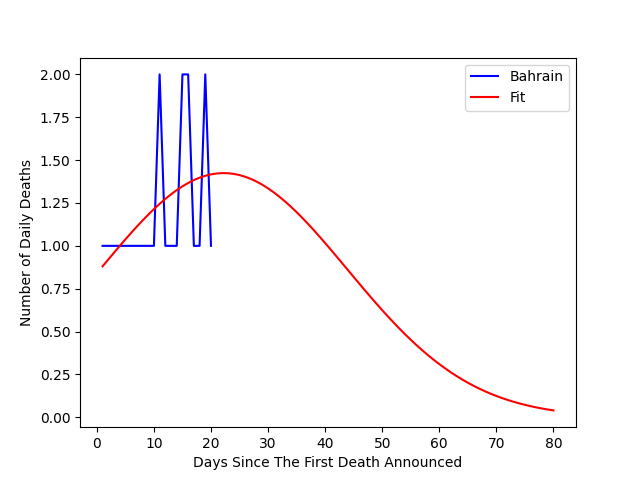 2.00
1.75
1.50
1.25
1.00
0.75
0.50
0.25
0.00
Number of Daily Deaths
Bahrain
Fit
0 10 20 30 40 50 60 70 80
Days Since The First Death Announced